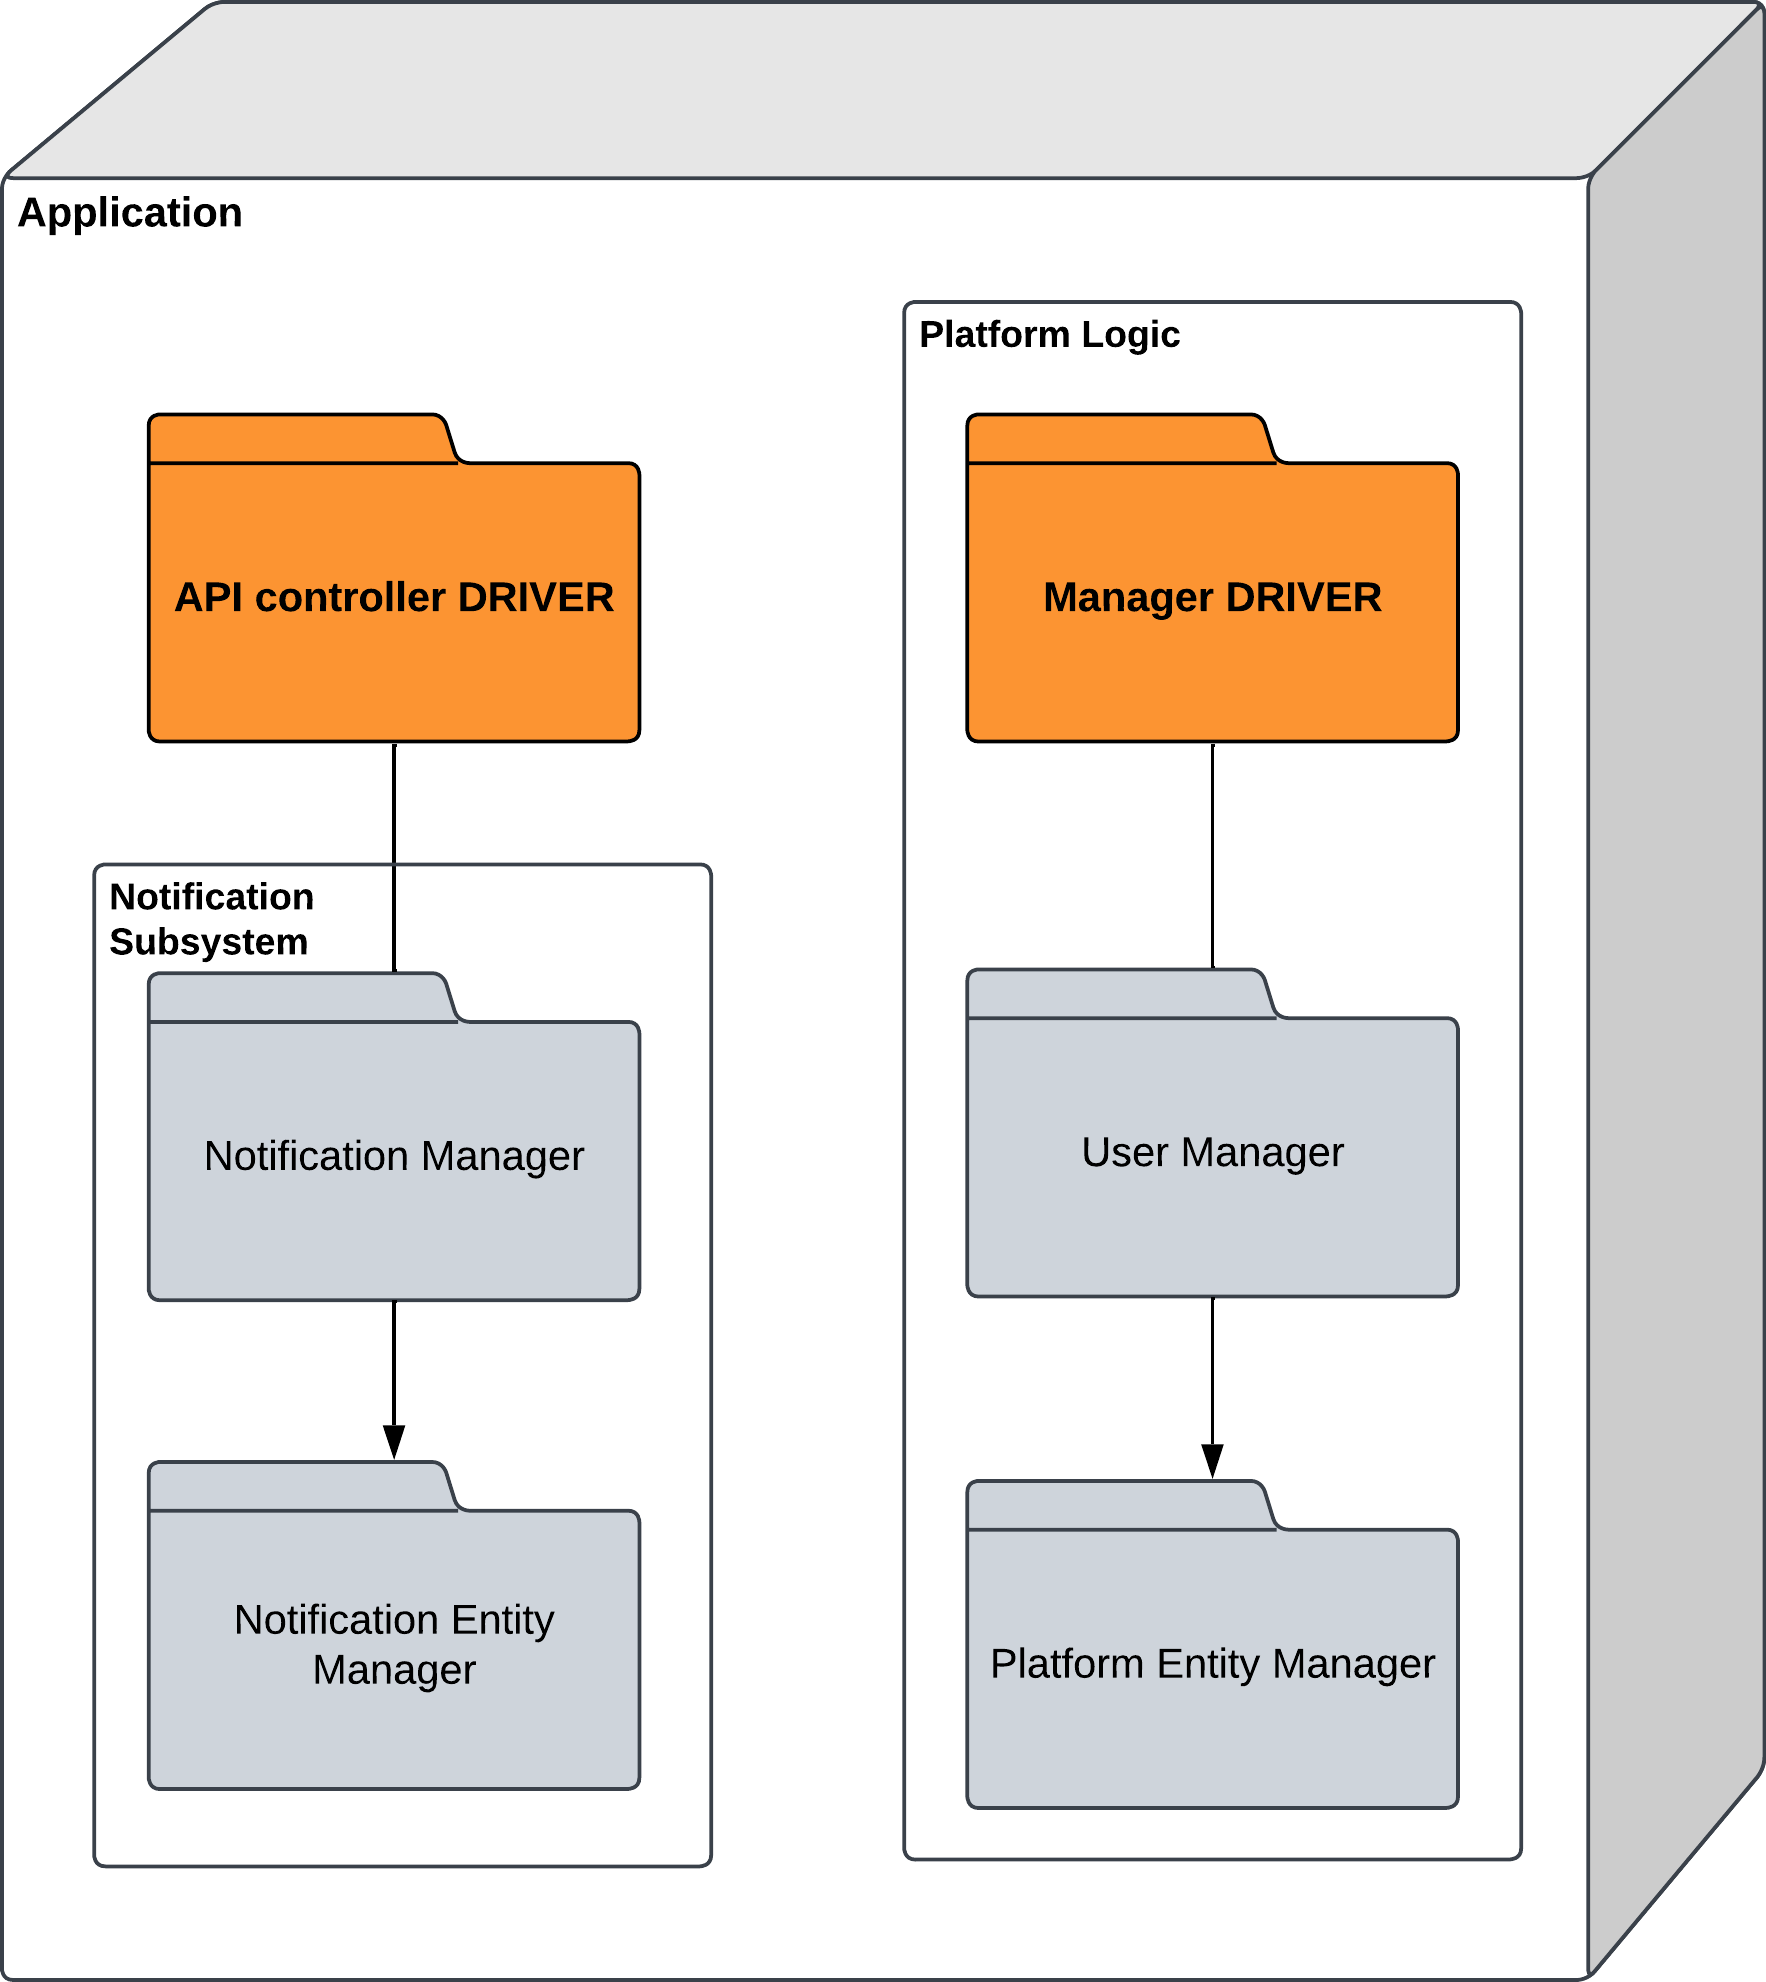 Application
Platform Logic
API controller DRIVER
Manager DRIVER
Notification
Subsystem
Notification Manager
User Manager
Notification Entity
Manager
Platform Entity Manager